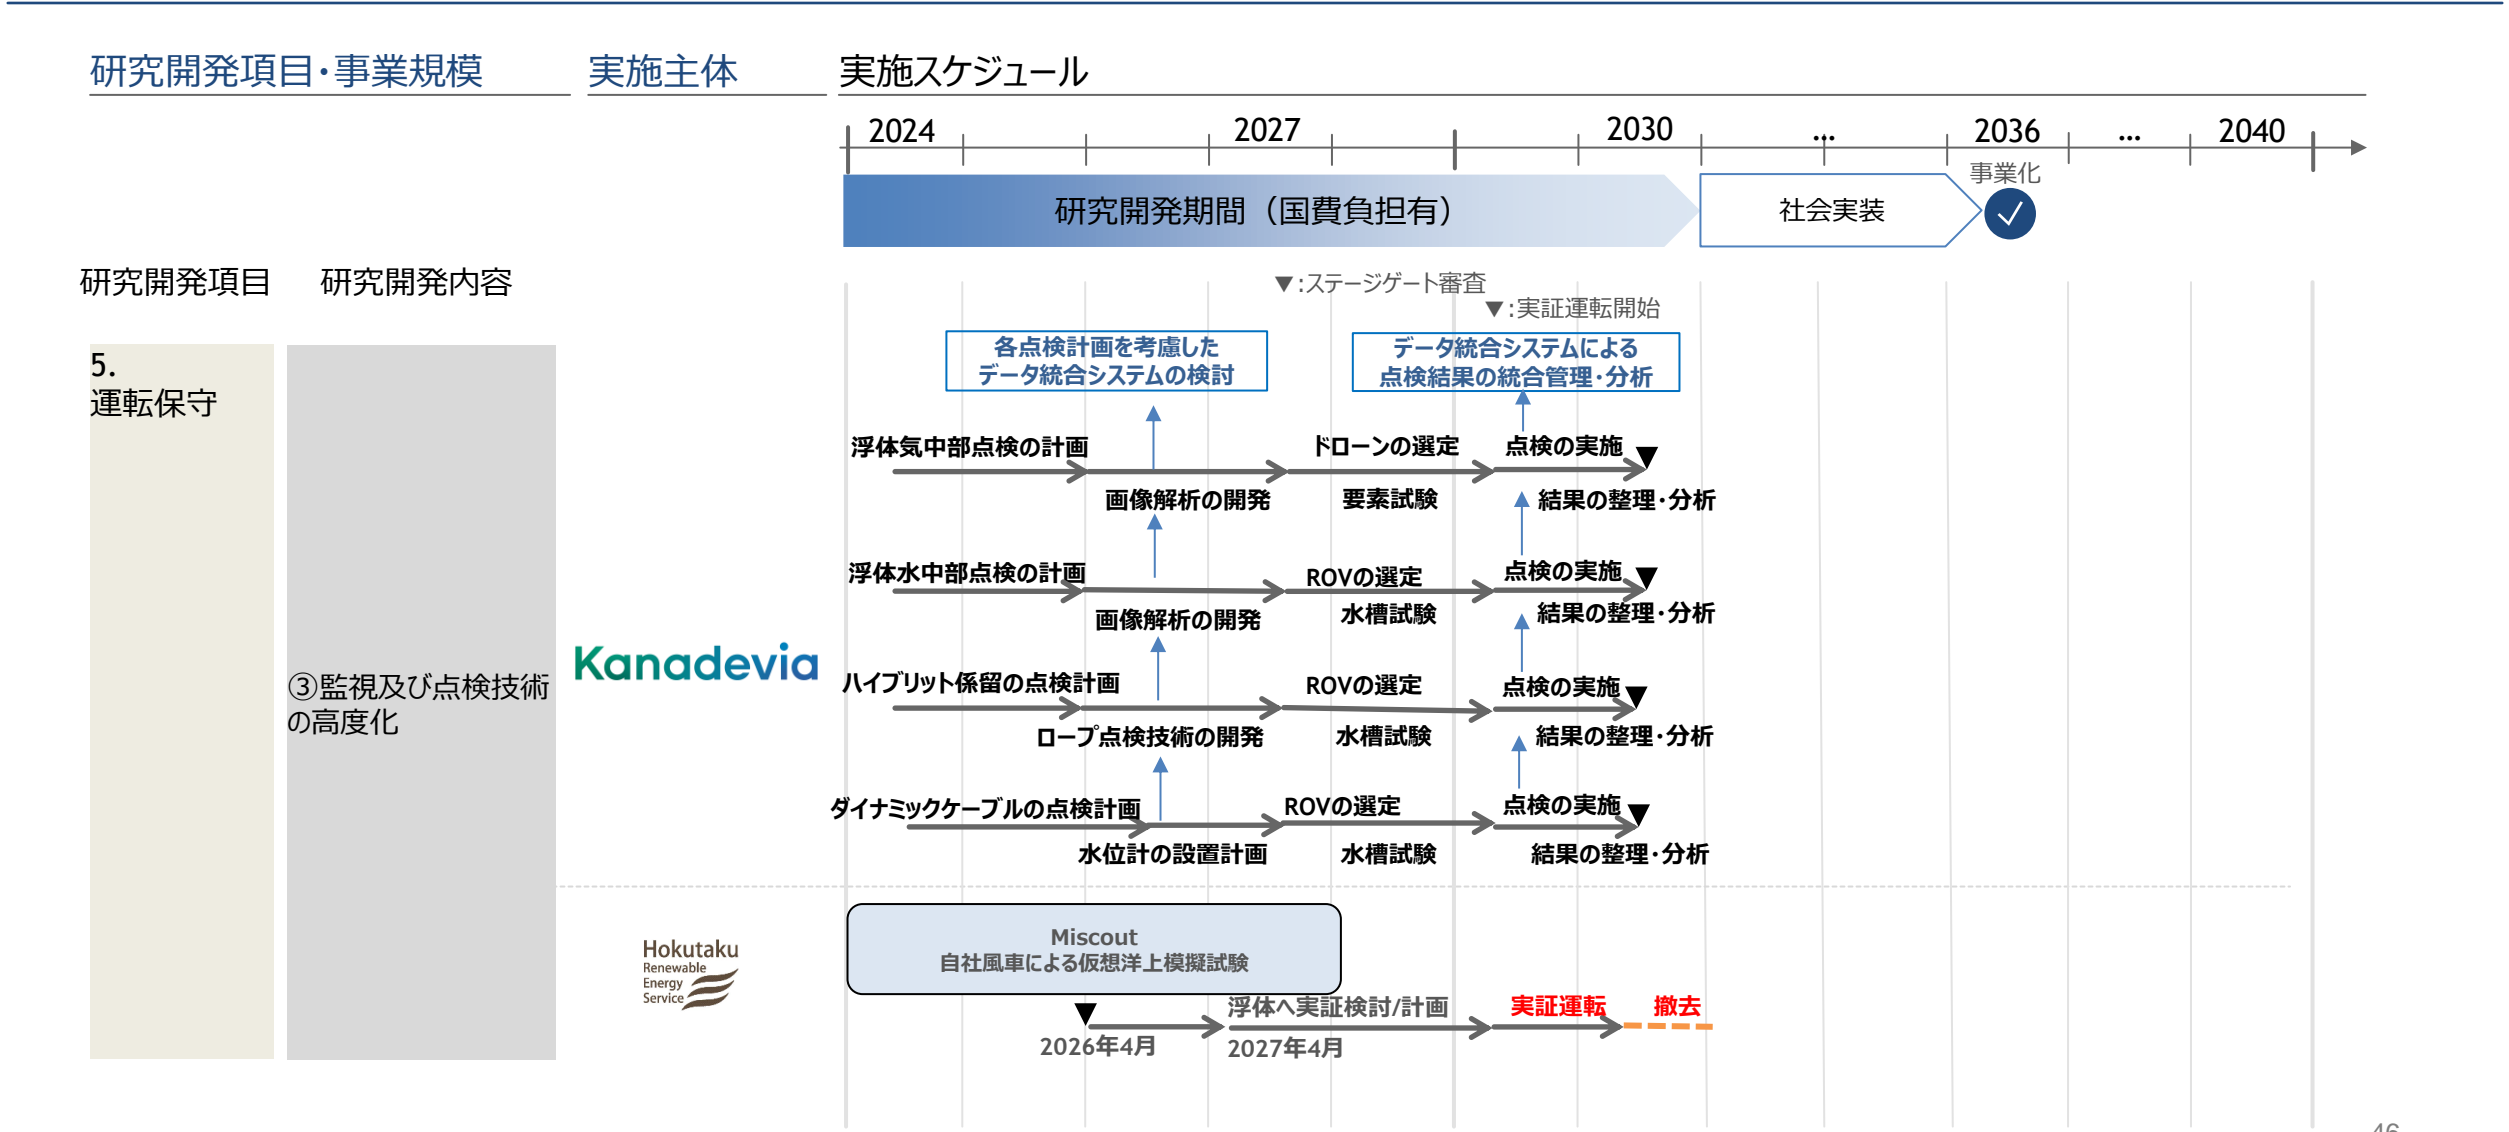 研究開発項目・事業規模
実施主体
実施スケジュール
2024
2027
2030
...
2036
...
2040
事業化
研究開発期間（国費負担有）
社会実装
研究開発項目
研究開発内容
▼:ステージゲート審査
▼:実証運転開始
5.
運転保守
③監視及び点検技術
の高度化
Kanadevia
各点検計画を考慮した
データ統合システムの検討
データ統合システムによる
点検結果の統合管理・分析
浮体気中部点検の計画
ドローンの選定
点検の実施
画像解析の開発
要素試験
結果の整理・分析
浮体水中部点検の計画
ROVの選定
点検の実施
画像解析の開発
水槽試験
結果の整理・分析
ハイブリット係留の点検計画
ROVの選定
点検の実施
ロープ点検技術の開発
水槽試験
結果の整理・分析
ダイナミックケーブルの点検計画
ROVの選定
点検の実施
水位計の設置計画
水槽試験
結果の整理・分析
Hokutaku
Renewable
Energy
Service
Miscout
自社風車による仮想洋上模擬試験
浮体へ実証検討/計画
実証運転
撤去
2026年4月
2027年4月
46